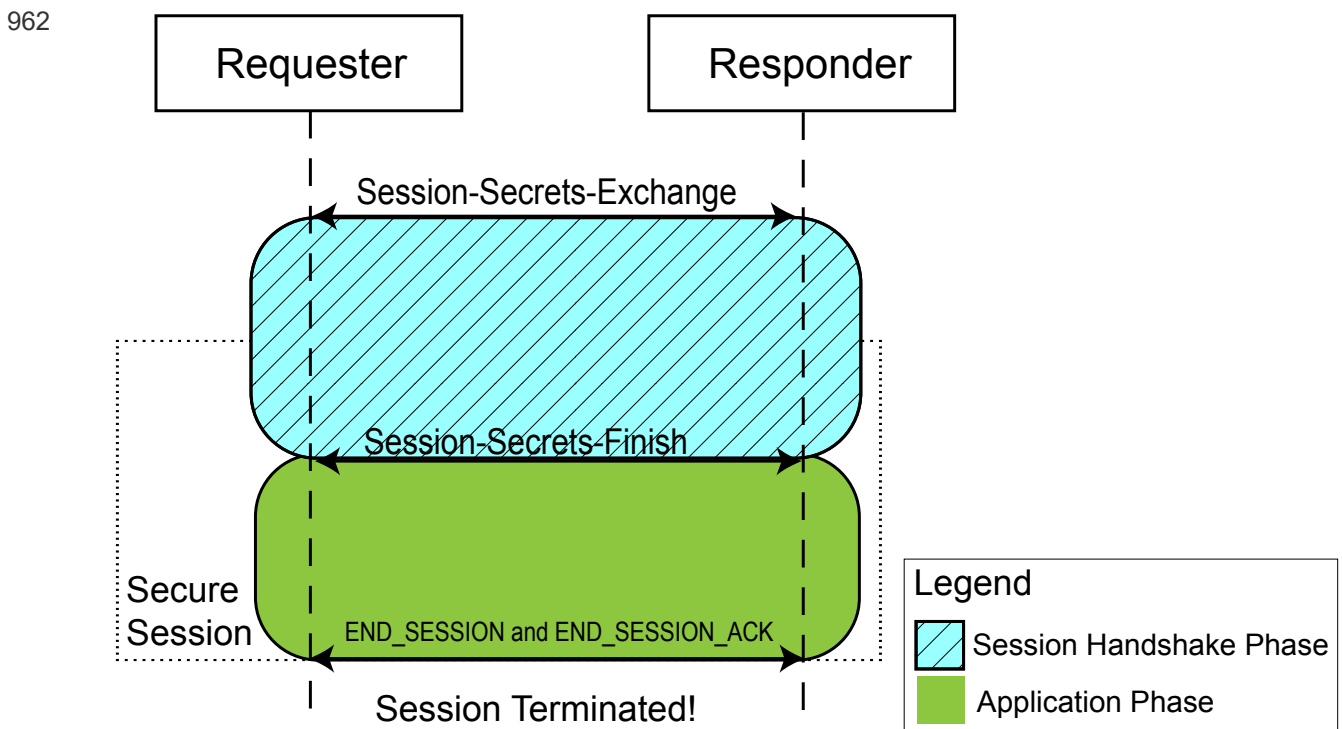 962
Requester
Responder
Session-Secrets-Exchange
Session-Secrets-Finish
Secure
Session
END_SESSION and END_SESSION_ACK
Session Terminated!
Legend
Session Handshake Phase
Application Phase